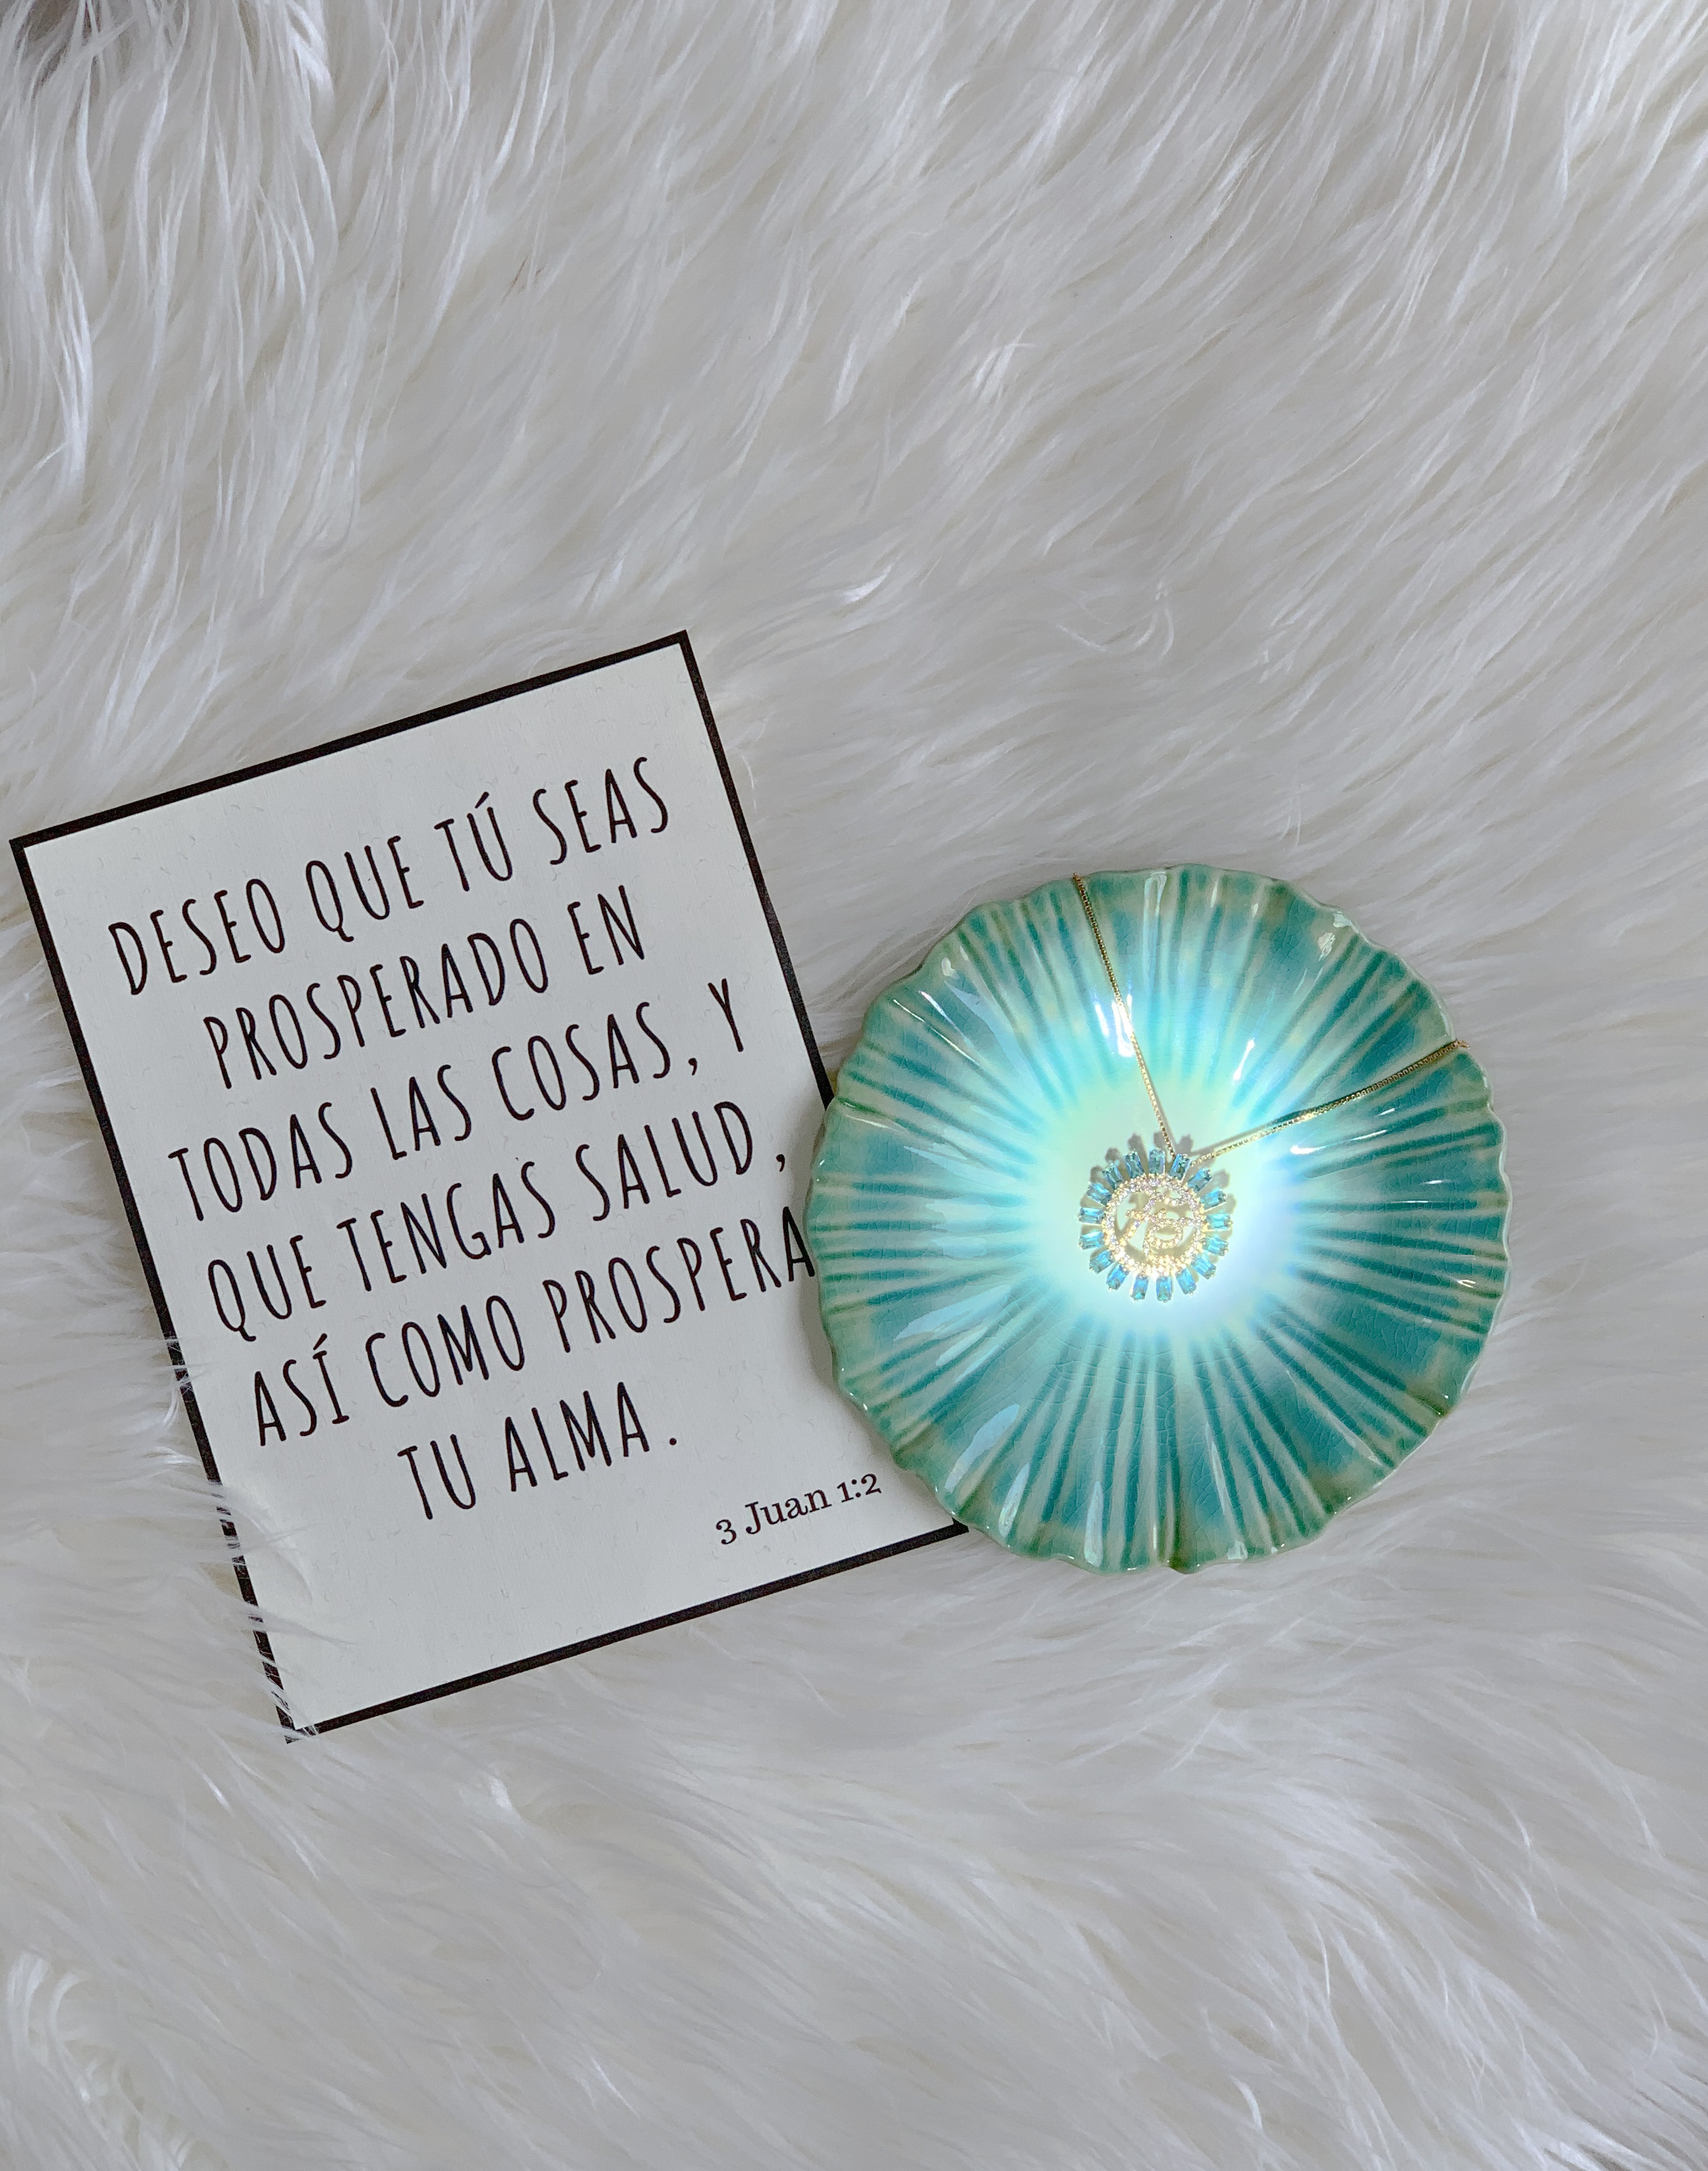 DESEO QUE TÚ SEAS
PROSPERADO EN
TODAS LAS COSAS, Y
QUE TENGAS SALUD,
ASÍ COMO PROSPERA
TU ALMA.
3 Juan 1:2